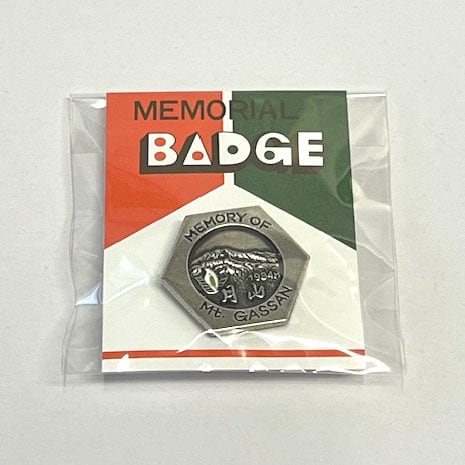 MEMORIAL
BADGE
MEMORY OF
1984m
月山
Mt. GASSAN